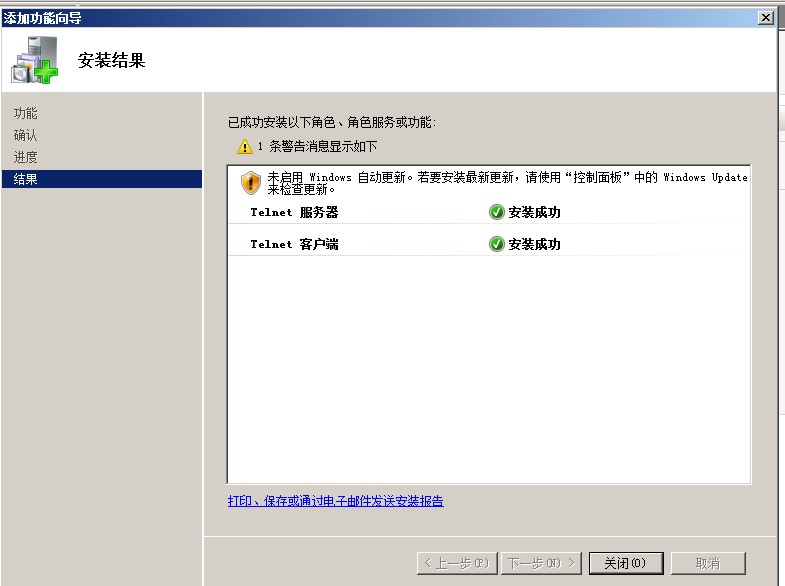 添加功能向导
安装结果
功能
确认
进度
结果
已成功安装以下角色、角色服务或功能:
1 条警告消息显示如下
未启用 Windows 自动更新。若要安装最新更新，请使用“控制面板”中的 Windows Update
来检查更新。
Telnet 服务器 安装成功
Telnet 客户端 安装成功
打印、保存或通过电子邮件发送安装报告
< 上一步(P) 下一步(N) > 关闭(O) 取消